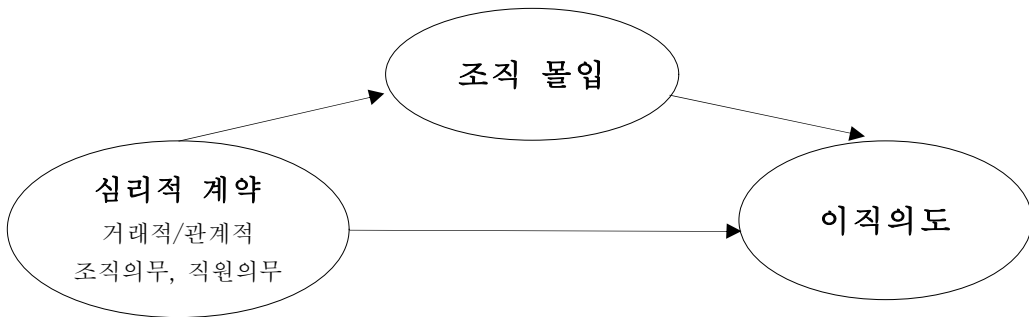 조직 몰입
심리적 계약
거래적/관계적
조직의무, 직원의무
이직의도